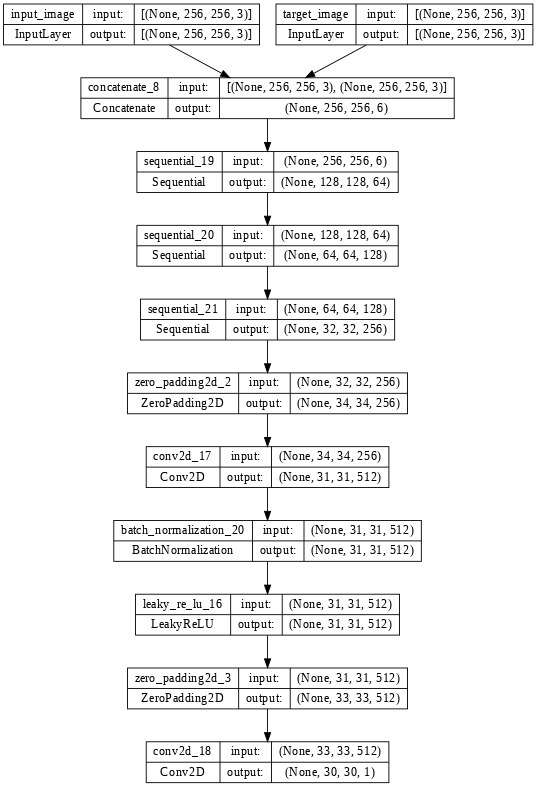 input_image input: [(None, 256, 256, 3)] target_image input: [(None, 256, 256, 3)]
InputLayer output: [(None, 256, 256, 3)] InputLayer output: [(None, 256, 256, 3)]
concatenate_8 input: [(None, 256, 256, 3), (None, 256, 256, 3)]
Concatenate output: (None, 256, 256, 6)
sequential_19 input: (None, 256, 256, 6)
Sequential output: (None, 128, 128, 64)
sequential_20 input: (None, 128, 128, 64)
Sequential output: (None, 64, 64, 128)
sequential_21 input: (None, 64, 64, 128)
Sequential output: (None, 32, 32, 256)
zero_padding2d_2 input: (None, 32, 32, 256)
ZeroPadding2D output: (None, 34, 34, 256)
conv2d_17 input: (None, 34, 34, 256)
Conv2D output: (None, 31, 31, 512)
batch_normalization_20 input: (None, 31, 31, 512)
BatchNormalization output: (None, 31, 31, 512)
leaky_re_lu_16 input: (None, 31, 31, 512)
LeakyReLU output: (None, 31, 31, 512)
zero_padding2d_3 input: (None, 31, 31, 512)
ZeroPadding2D output: (None, 33, 33, 512)
conv2d_18 input: (None, 33, 33, 512)
Conv2D output: (None, 30, 30, 1)